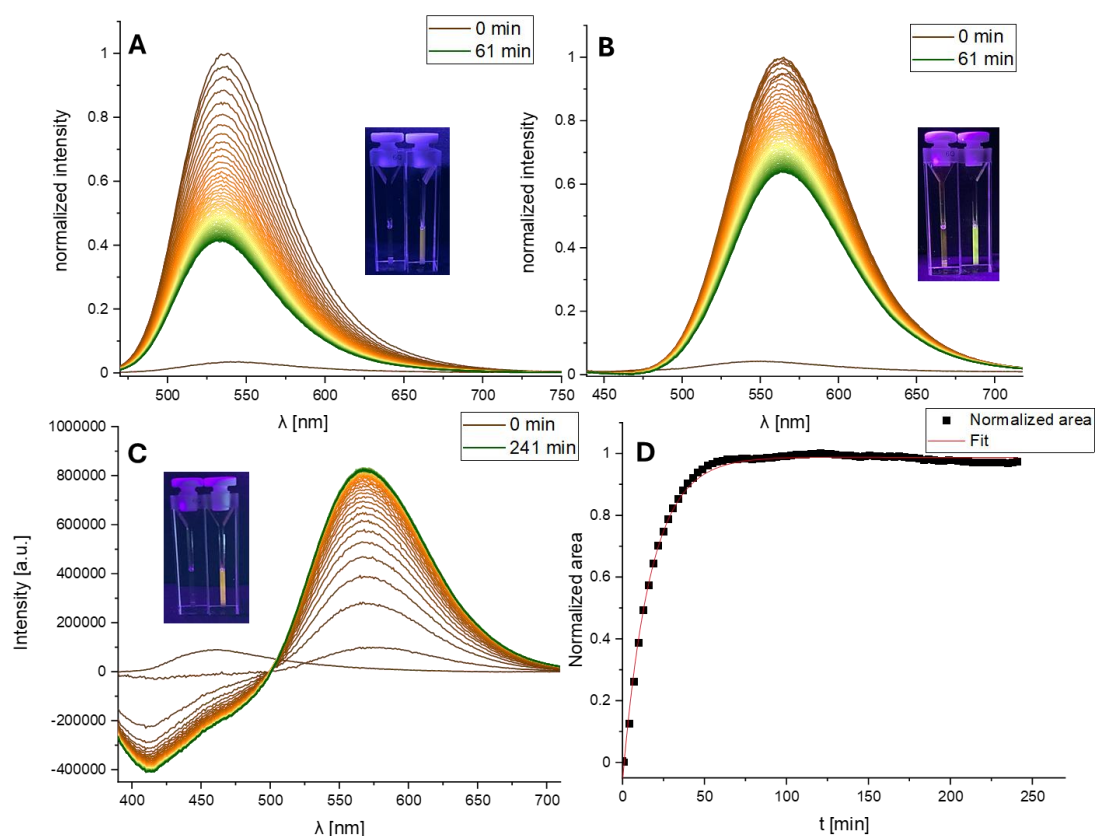 A
0 min
61 min
normalized intensity
1
0.8
0.6
0.4
0.2
0
500 550 600 650 700 750
λ [nm]
B
0 min
61 min
normalized intensity
1
0.8
0.6
0.4
0.2
0
450 500 550 600 650 700
λ [nm]
C
0 min
241 min
Intensity [a.u.]
1000000
800000
600000
400000
200000
0
-200000
-400000
400 450 500 550 600 650 700
λ [nm]
D
Normalized area
Fit
Normalized area
1
0.8
0.6
0.4
0.2
0
0 50 100 150 200 250
t [min]